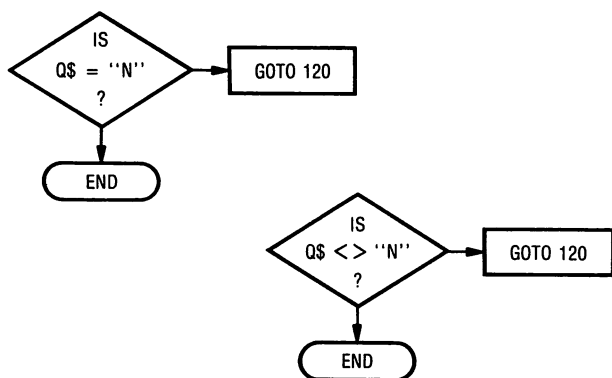 IS
Q$ = “N”
?
GOTO 120
END
IS
Q$ < > “N”
?
GOTO 120
END